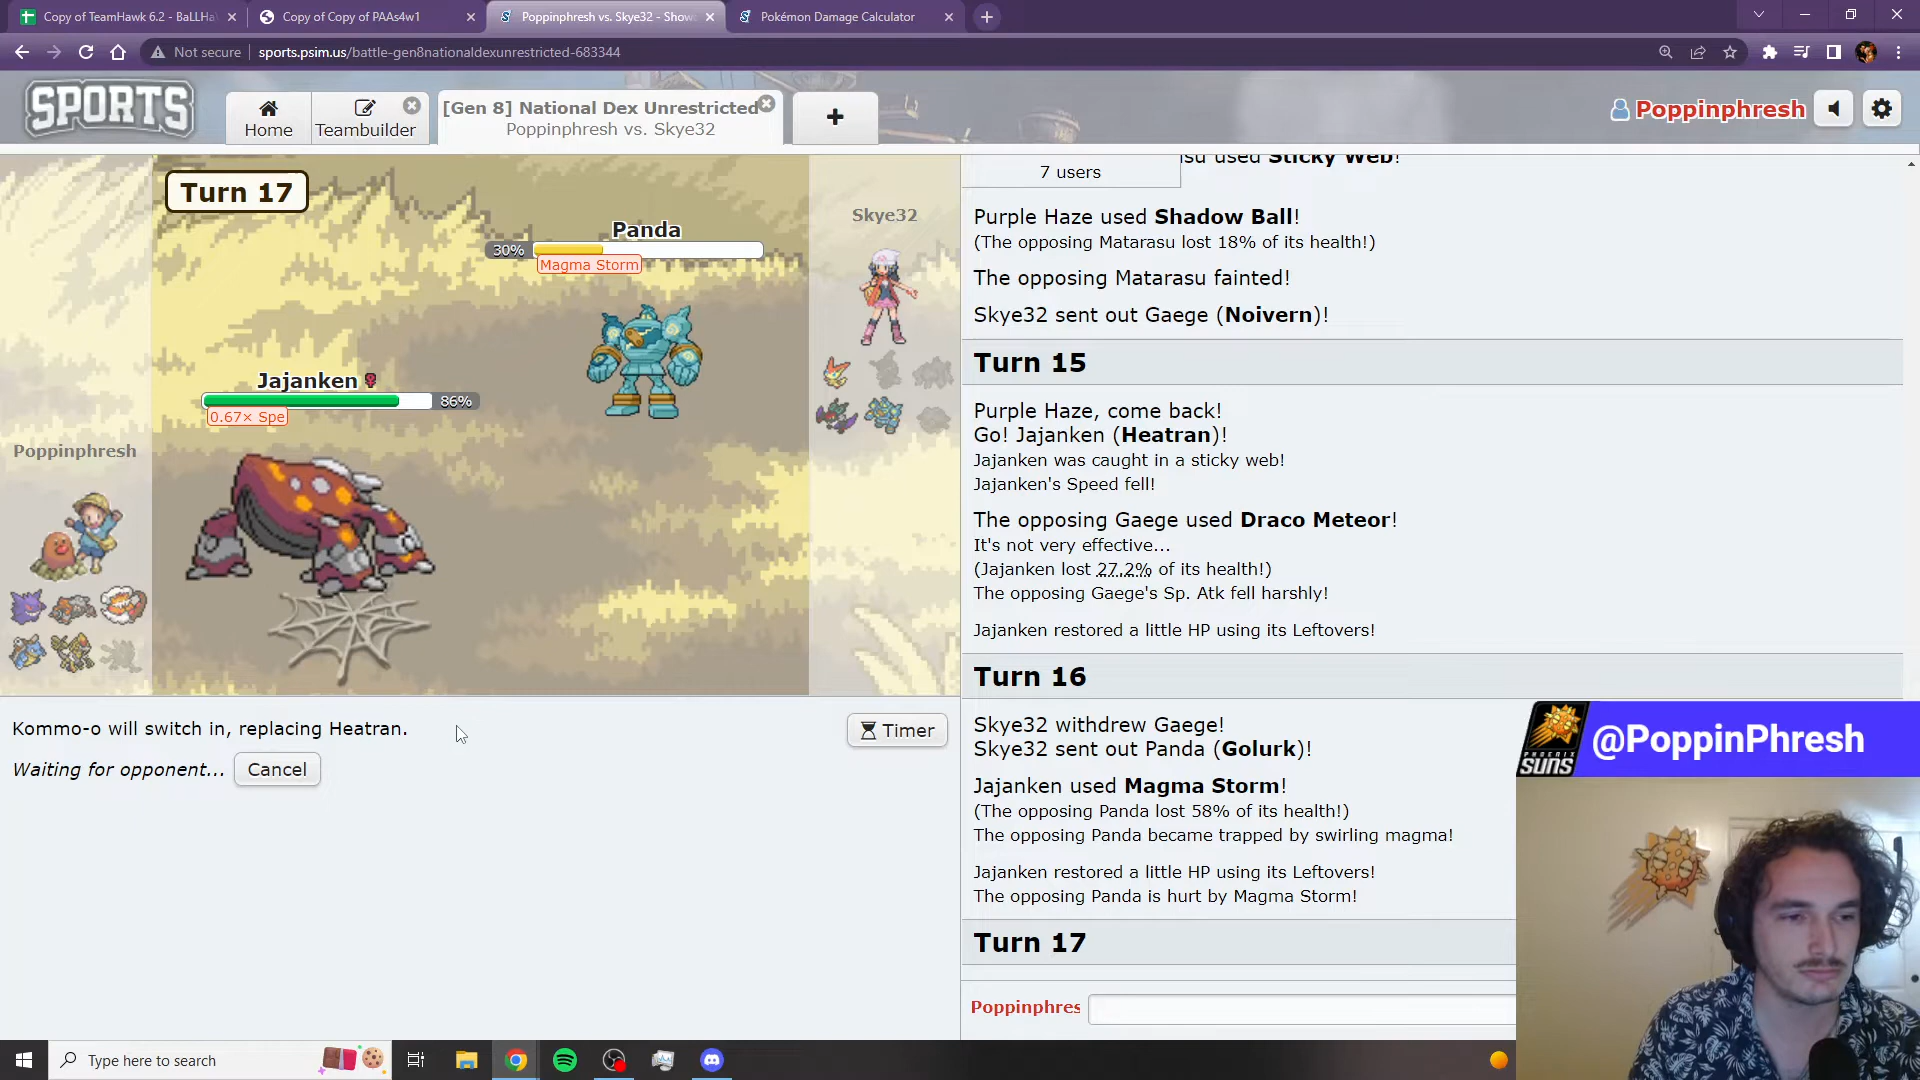 Copy of TeamHawk 6.2 - BaLLHa
Copy of Copy of PAAs4w1
Poppinphresh vs. Skye32 - Show
Pokémon Damage Calculator
Not secure
sports.psim.us/battle-gen8nationaldexunrestricted-683344
SPORTS
Home
Teambuilder
[Gen 8] National Dex Unrestricted
Poppinphresh vs. Skye32
Poppinphresh
Turn 17
Panda
30%
Magma Storm
Jajanken
86%
0.67× Spe
Skye32
Poppinphresh
Kommo-o will switch in, replacing Heatran.
Waiting for opponent... Cancel
Timer
7 users
su used Sticky Web!
Purple Haze used Shadow Ball!
(The opposing Matarasu lost 18% of its health!)
The opposing Matarasu fainted!
Skye32 sent out Gaege (Noivern)!
Turn 15
Purple Haze, come back!
Go! Jajanken (Heatran)!
Jajanken was caught in a sticky web!
Jajanken's Speed fell!
The opposing Gaege used Draco Meteor!
It's not very effective...
(Jajanken lost 27.2% of its health!)
The opposing Gaege's Sp. Atk fell harshly!
Jajanken restored a little HP using its Leftovers!
Turn 16
Skye32 withdrew Gaege!
Skye32 sent out Panda (Golurk)!
Jajanken used Magma Storm!
(The opposing Panda lost 58% of its health!)
The opposing Panda became trapped by swirling magma!
Jajanken restored a little HP using its Leftovers!
The opposing Panda is hurt by Magma Storm!
Turn 17
Poppinphres
PHOENIX
SUNS
@PoppinPhresh
Type here to search